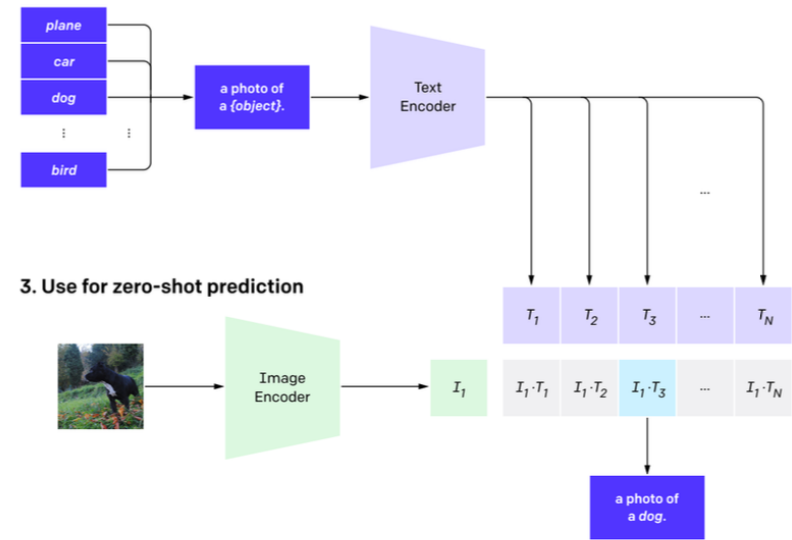 plane
car
dog
⋮ ⋮
bird
a photo of
a {object}.
Text
Encoder
...
3. Use for zero-shot prediction
T1 T2 T3 ... TN
Image
Encoder
I1
I1·T1 I1·T2 I1·T3 ... I1·TN
a photo of
a dog.